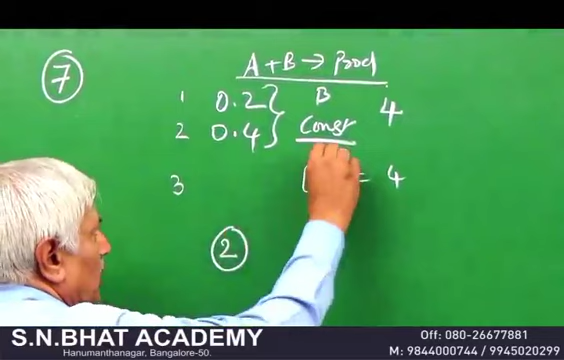 7
A + B → Prod
1 0.2 } B 4
2 0.4 } Const
3 = 4
2
S.N.BHAT ACADEMY
Hanumanthanagar, Bangalore-50.
Off: 080-26677881
M: 9844000744 / 9945020299